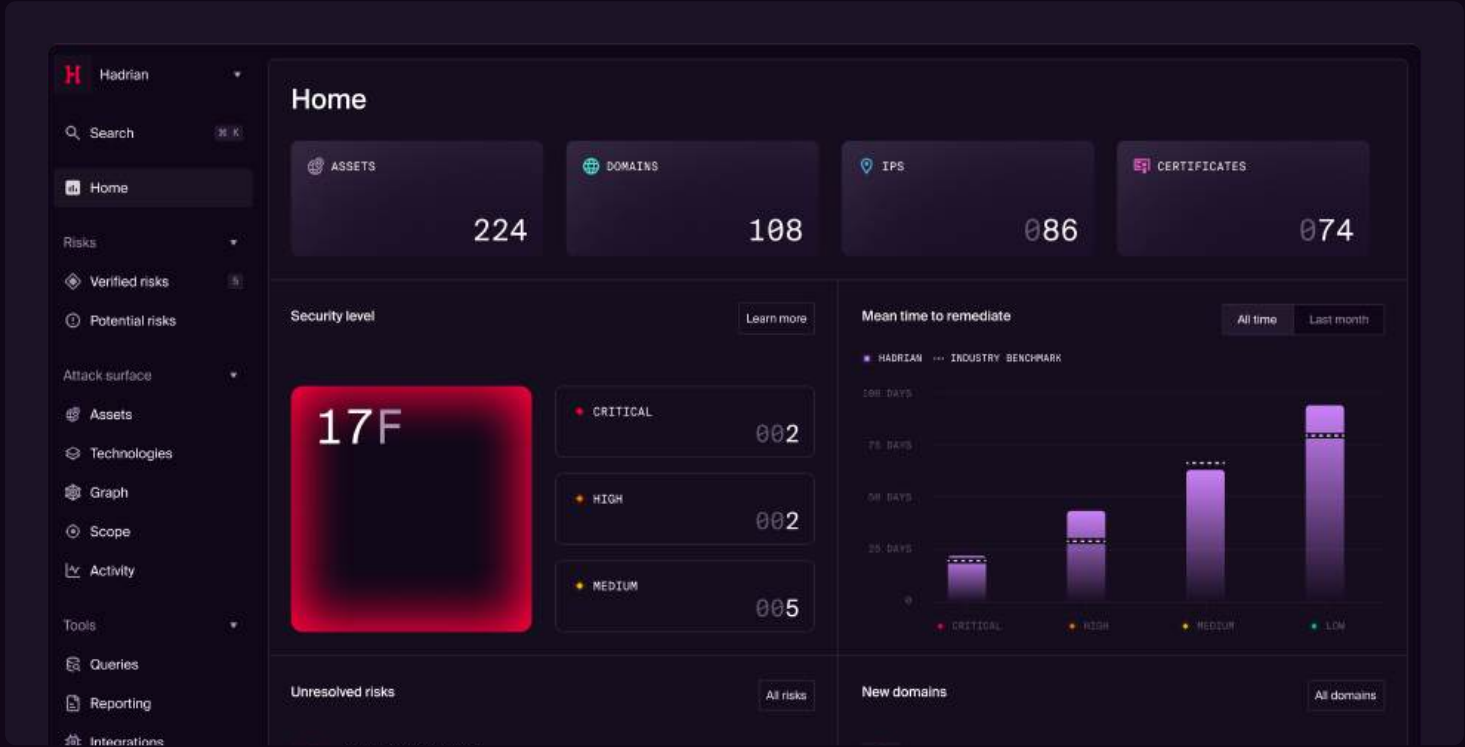 Hadrian
Search
⌘ K
Home
Risks
Verified risks
5
Potential risks
Attack surface
Assets
Technologies
Graph
Scope
Activity
Tools
Queries
Reporting
Integrations
Home
ASSETS
224
DOMAINS
108
IPS
086
CERTIFICATES
074
Security level
Learn more
17F
CRITICAL
002
HIGH
002
MEDIUM
005
Mean time to remediate
All time
Last month
HADRIAN
INDUSTRY BENCHMARK
100 DAYS
75 DAYS
50 DAYS
25 DAYS
0
CRITICAL
HIGH
MEDIUM
LOW
Unresolved risks
All risks
New domains
All domains